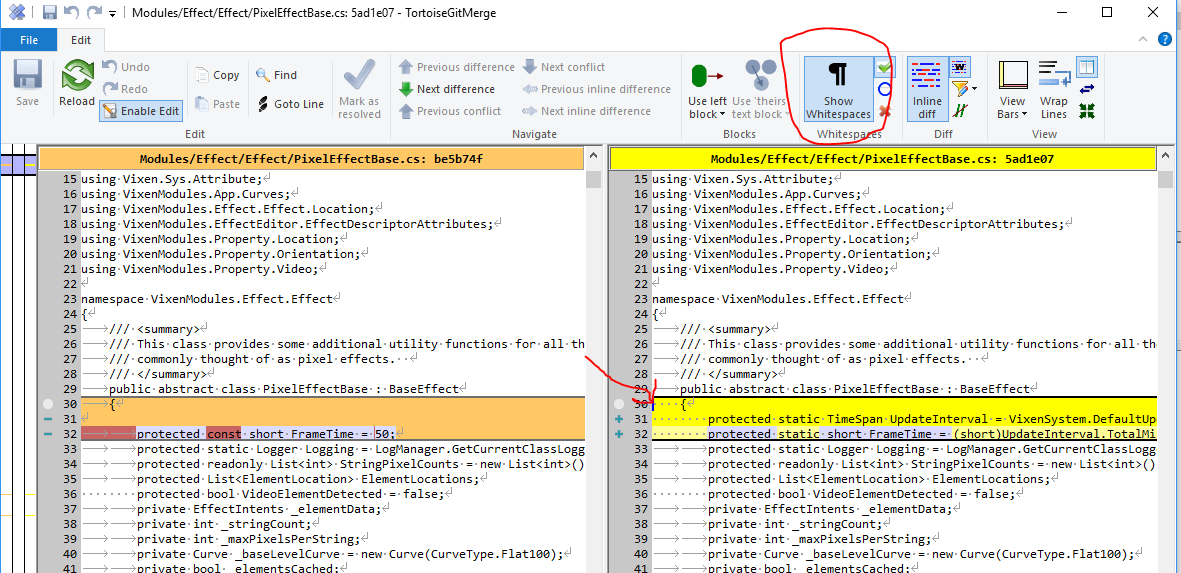 Modules/Effect/Effect/PixelEffectBase.cs: 5ad1e07 - TortoiseGitMerge
File Edit
Save Reload Undo Redo Enable Edit Copy Paste Find Goto Line Mark as resolved
Previous difference Next difference Previous conflict Next conflict Previous inline difference Next inline difference
Use left block Use 'theirs' text block Show Whitespaces Inline diff View Bars Wrap Lines
Edit Navigate Blocks Whitespaces Diff View
Modules/Effect/Effect/PixelEffectBase.cs: be5b74f
15 using Vixen.Sys.Attribute;
16 using VixenModules.App.Curves;
17 using VixenModules.Effect.Effect.Location;
18 using VixenModules.EffectEditor.EffectDescriptorAttributes;
19 using VixenModules.Property.Location;
20 using VixenModules.Property.Orientation;
21 using VixenModules.Property.Video;
22
23 namespace VixenModules.Effect.Effect
24 {
25 /// <summary>
26 /// This class provides some additional utility functions for all th
27 /// commonly thought of as pixel effects.
28 /// </summary>
29 public abstract class PixelEffectBase : BaseEffect
30 {
31
32 protected const short FrameTime = 50;
33 protected static Logger Logging = LogManager.GetCurrentClassLogg
34 protected readonly List<int> StringPixelCounts = new List<int>()
35 protected List<ElementLocation> ElementLocations;
36 protected bool VideoElementDetected = false;
37 private EffectIntents _elementData;
38 private int _stringCount;
39 private int _maxPixelsPerString;
40 private Curve _baseLevelCurve = new Curve(CurveType.Flat100);
41 private bool _elementsCached;
Modules/Effect/Effect/PixelEffectBase.cs: 5ad1e07
15 using Vixen.Sys.Attribute;
16 using VixenModules.App.Curves;
17 using VixenModules.Effect.Effect.Location;
18 using VixenModules.EffectEditor.EffectDescriptorAttributes;
19 using VixenModules.Property.Location;
20 using VixenModules.Property.Orientation;
21 using VixenModules.Property.Video;
22
23 namespace VixenModules.Effect.Effect
24 {
25 /// <summary>
26 /// This class provides some additional utility functions for all th
27 /// commonly thought of as pixel effects.
28 /// </summary>
29 public abstract class PixelEffectBase : BaseEffect
30 {
31 protected static TimeSpan UpdateInterval = VixenSystem.DefaultUp
32 protected static short FrameTime = (short)UpdateInterval.TotalMi
33 protected static Logger Logging = LogManager.GetCurrentClassLogg
34 protected readonly List<int> StringPixelCounts = new List<int>()
35 protected List<ElementLocation> ElementLocations;
36 protected bool VideoElementDetected = false;
37 private EffectIntents _elementData;
38 private int _stringCount;
39 private int _maxPixelsPerString;
40 private Curve _baseLevelCurve = new Curve(CurveType.Flat100);
41 private bool _elementsCached;